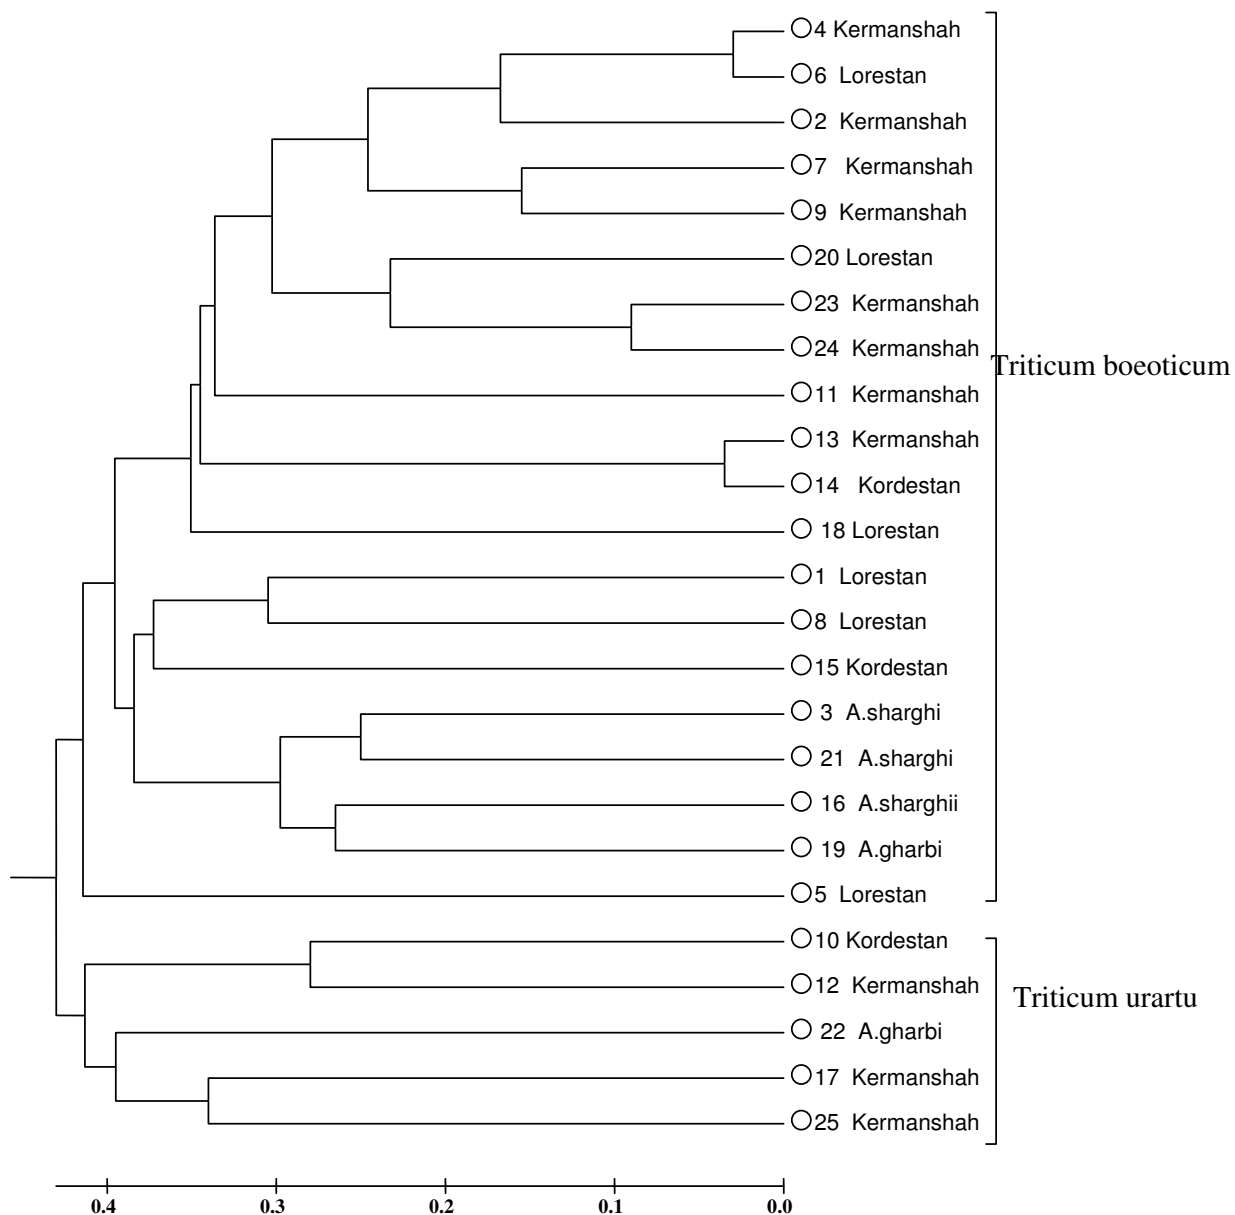 4 Kermanshah
6 Lorestan
2 Kermanshah
7 Kermanshah
9 Kermanshah
20 Lorestan
23 Kermanshah
24 Kermanshah
Triticum boeoticum
11 Kermanshah
13 Kermanshah
14 Kordestan
18 Lorestan
1 Lorestan
8 Lorestan
15 Kordestan
3 A.sharghi
21 A.sharghi
16 A.sharghii
19 A.gharbi
5 Lorestan
10 Kordestan
12 Kermanshah
Triticum urartu
22 A.gharbi
17 Kermanshah
25 Kermanshah
0.4 0.3 0.2 0.1 0.0